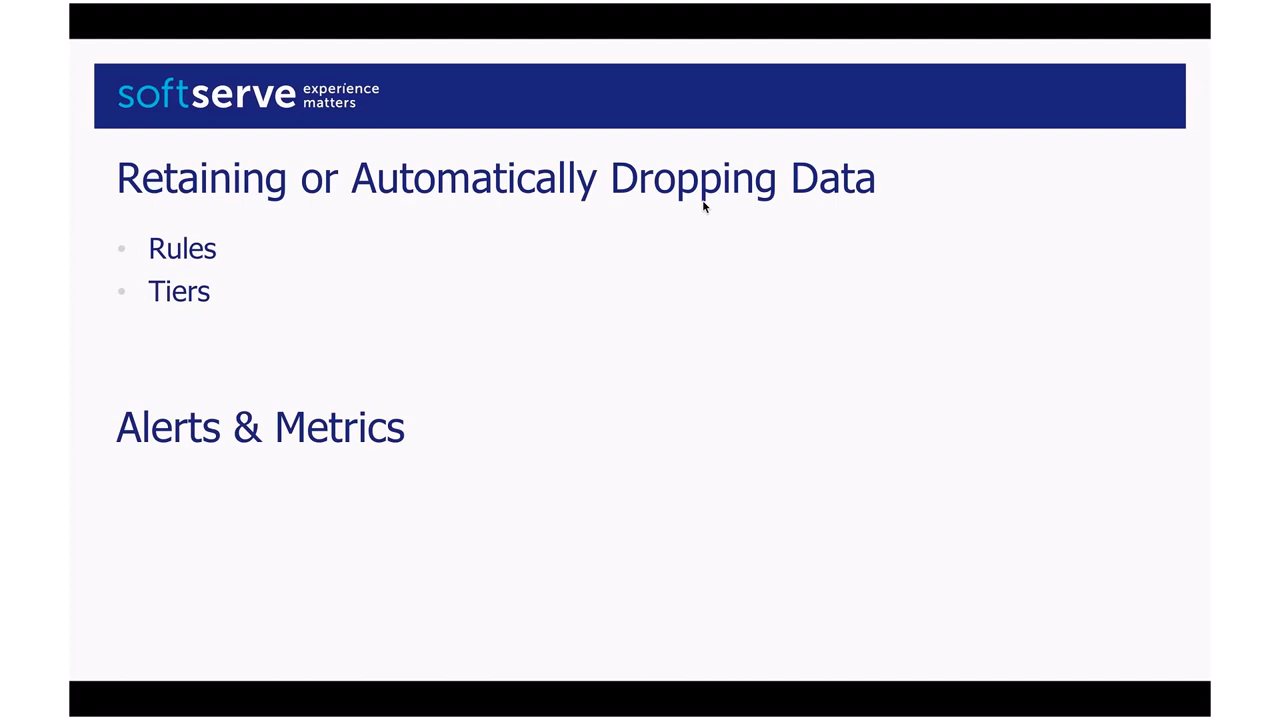 softserve experience
matters
Retaining or Automatically Dropping Data
• Rules
• Tiers
Alerts & Metrics